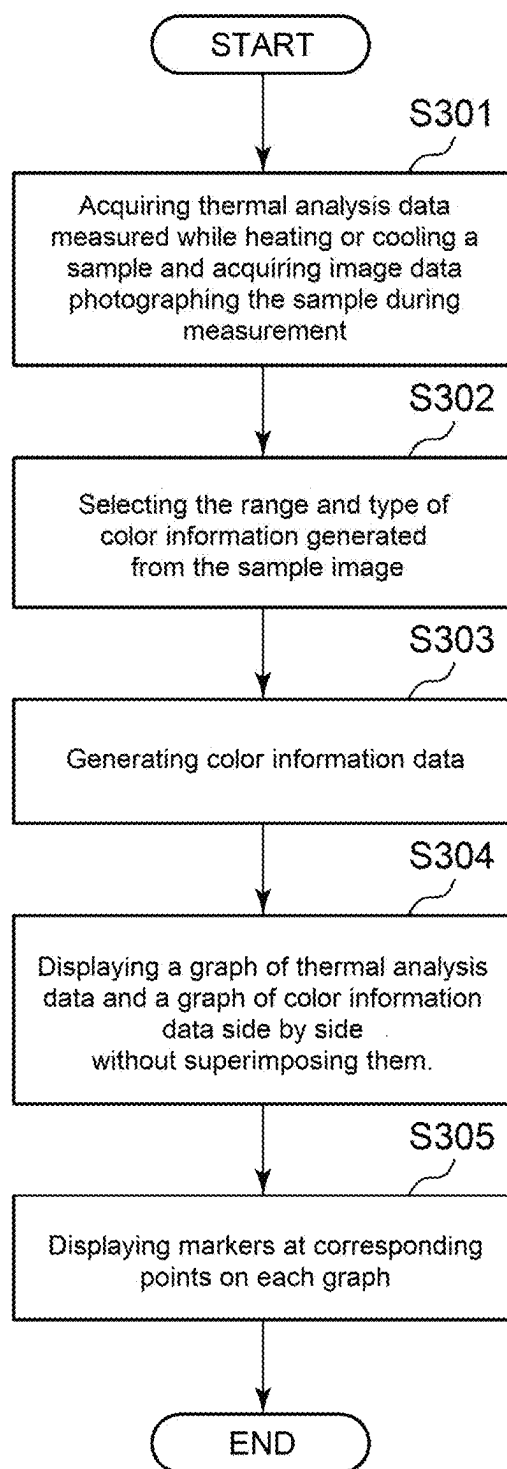 START
S301
Acquiring thermal analysis data
measured while heating or cooling a
sample and acquiring image data
photographing the sample during
measurement
S302
Selecting the range and type of
color information generated
from the sample image
S303
Generating color information data
S304
Displaying a graph of thermal analysis
data and a graph of color information
data side by side
without superimposing them.
S305
Displaying markers at corresponding
points on each graph
END